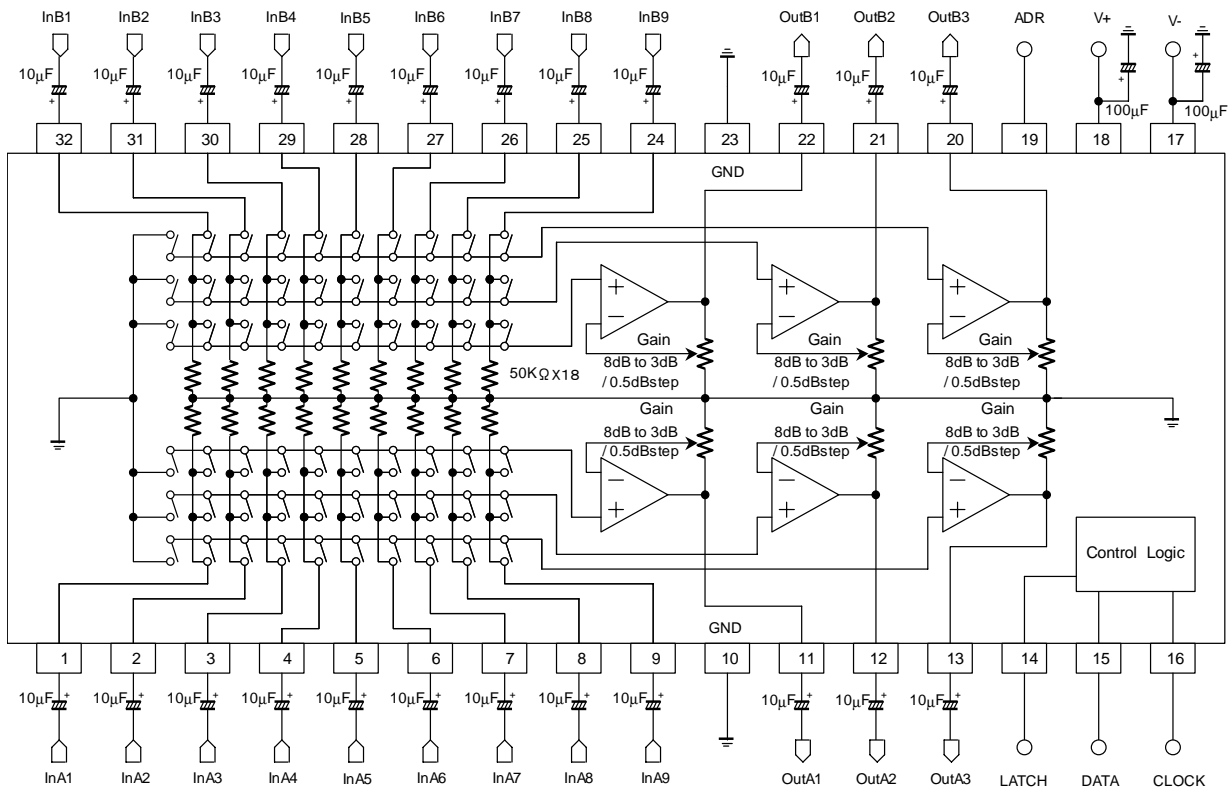 InB1 InB2 InB3 InB4 InB5 InB6 InB7 InB8 InB9 OutB1 OutB2 OutB3 ADR V+ V-
10μF 10μF 10μF 10μF 10μF 10μF 10μF 10μF 10μF 10μF 10μF 10μF
+ + + + + + + + + + + + + +
100μF 100μF
32 31 30 29 28 27 26 25 24 23 22 21 20 19 18 17
GND
+ + +
− − −
Gain Gain Gain
8dB to 3dB 8dB to 3dB 8dB to 3dB
/ 0.5dBstep / 0.5dBstep / 0.5dBstep
50KΩX18
Gain Gain Gain
8dB to 3dB 8dB to 3dB 8dB to 3dB
/ 0.5dBstep / 0.5dBstep / 0.5dBstep
− − −
+ + +
Control Logic
GND
1 2 3 4 5 6 7 8 9 10 11 12 13 14 15 16
+ + + + + + + + + + + +
10μF 10μF 10μF 10μF 10μF 10μF 10μF 10μF 10μF 10μF 10μF 10μF
InA1 InA2 InA3 InA4 InA5 InA6 InA7 InA8 InA9 OutA1 OutA2 OutA3 LATCH DATA CLOCK